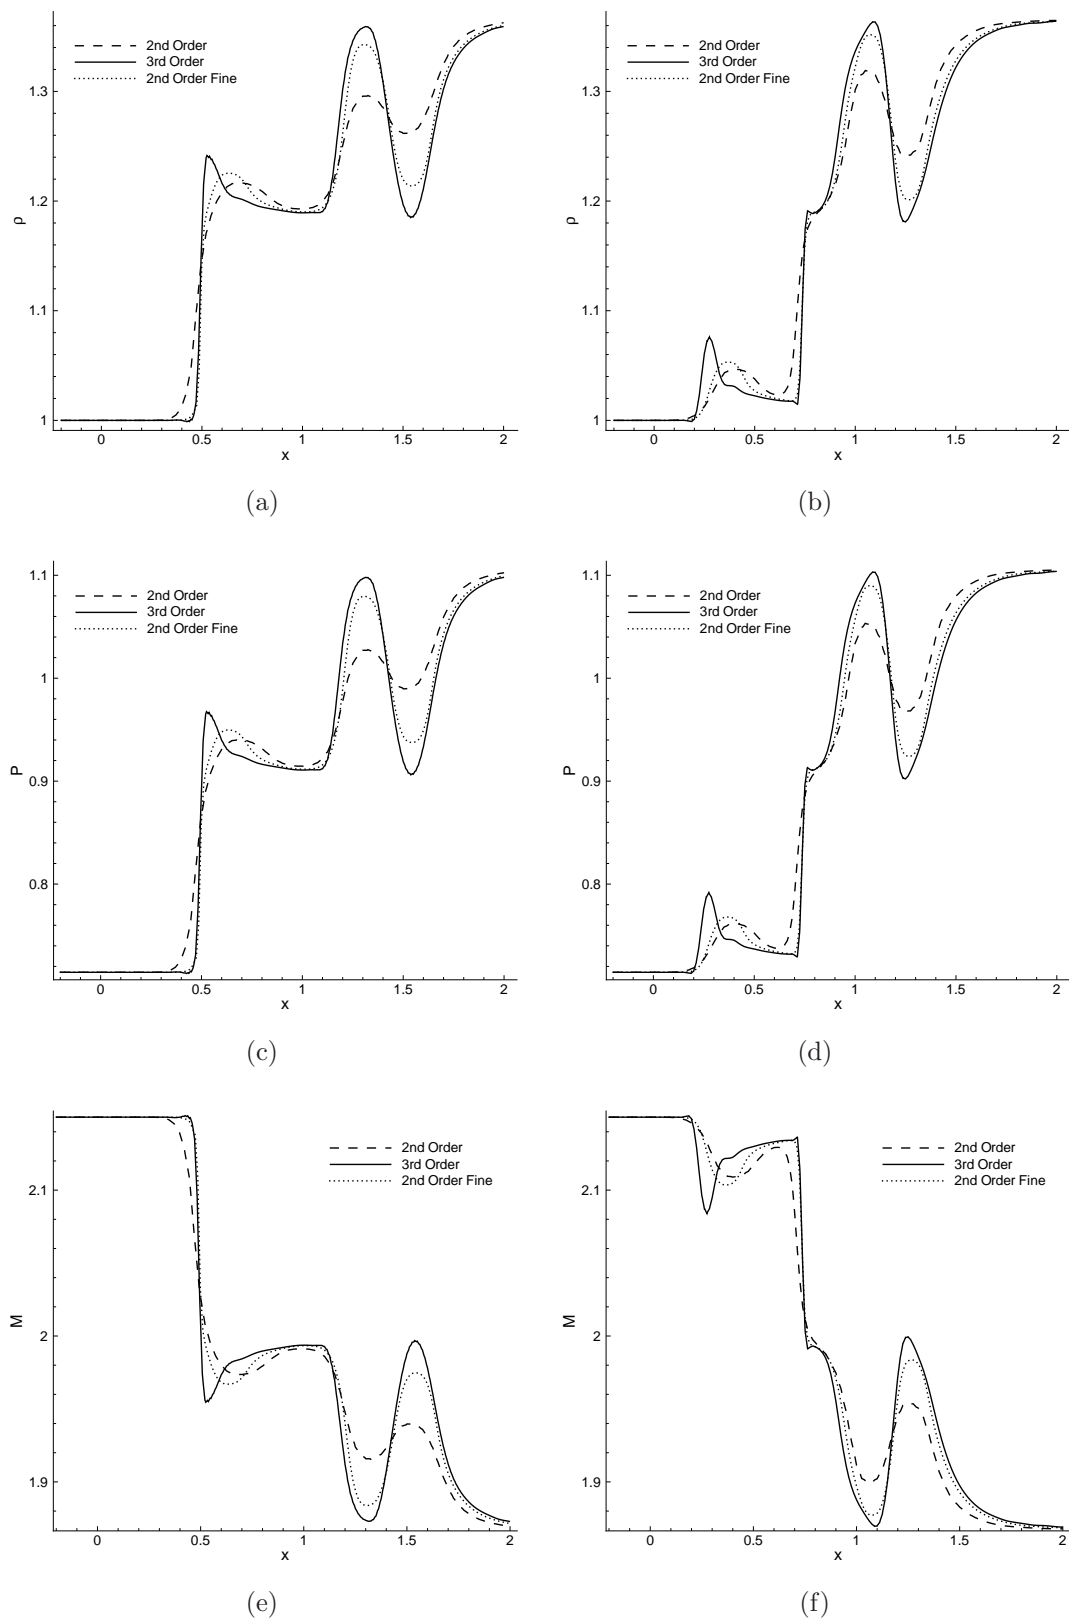 2nd Order
3rd Order
2nd Order Fine
1.3
1.2
1.1
1
ρ
0
0.5
1
1.5
2
x
(a)
2nd Order
3rd Order
2nd Order Fine
1.3
1.2
1.1
1
ρ
0
0.5
1
1.5
2
x
(b)
1.1
2nd Order
3rd Order
2nd Order Fine
1
0.9
0.8
P
0
0.5
1
1.5
2
x
(c)
1.1
2nd Order
3rd Order
2nd Order Fine
1
0.9
0.8
P
0
0.5
1
1.5
2
x
(d)
2nd Order
3rd Order
2nd Order Fine
2.1
2
1.9
M
0
0.5
1
1.5
2
x
(e)
2nd Order
3rd Order
2nd Order Fine
2.1
2
1.9
M
0
0.5
1
1.5
2
x
(f)